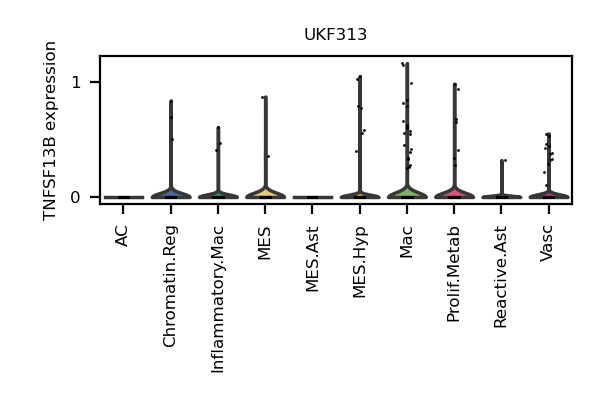 UKF313
TNFSF13B expression
1
0
AC
Chromatin.Reg
Inflammatory.Mac
MES
MES.Ast
MES.Hyp
Mac
Prolif.Metab
Reactive.Ast
Vasc